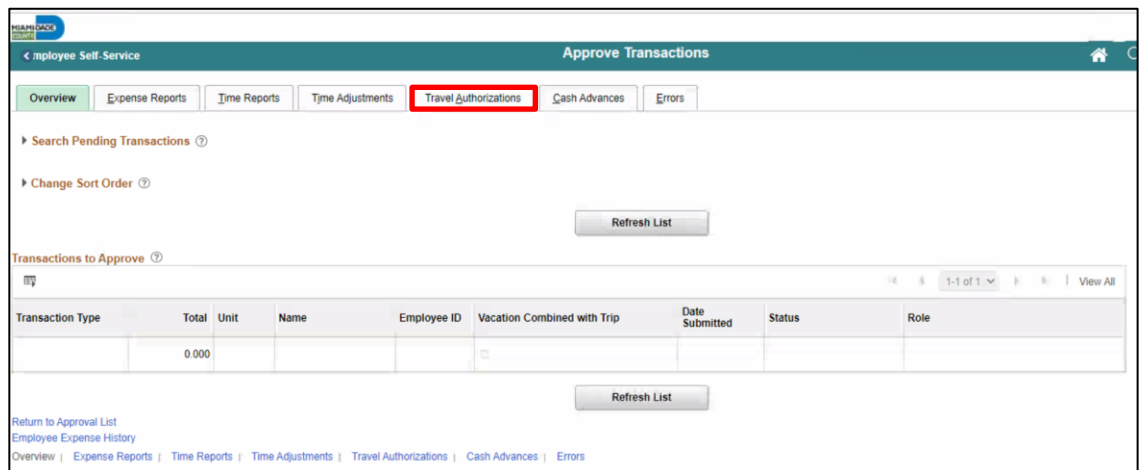 MIAMI-DADE
COUNTY
mployee Self-Service
Approve Transactions
Overview
Expense Reports
Time Reports
Time Adjustments
Travel Authorizations
Cash Advances
Errors
Search Pending Transactions ?
Change Sort Order ?
Refresh List
Transactions to Approve ?
1-1 of 1
View All
Transaction Type
Total
Unit
Name
Employee ID
Vacation Combined with Trip
Date
Submitted
Status
Role
0.000
Refresh List
Return to Approval List
Employee Expense History
Overview | Expense Reports | Time Reports | Time Adjustments | Travel Authorizations | Cash Advances | Errors